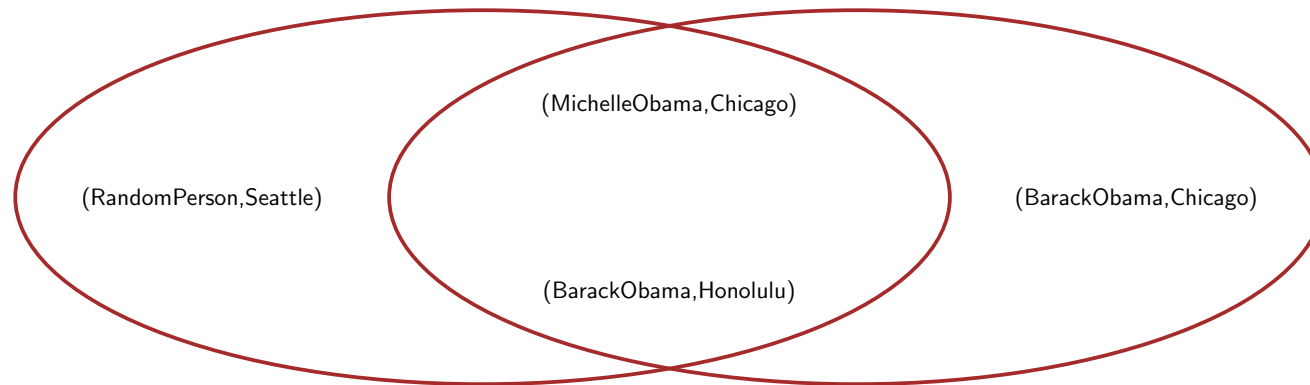 (MichelleObama,Chicago)
(RandomPerson,Seattle)
(BarackObama,Chicago)
(BarackObama,Honolulu)